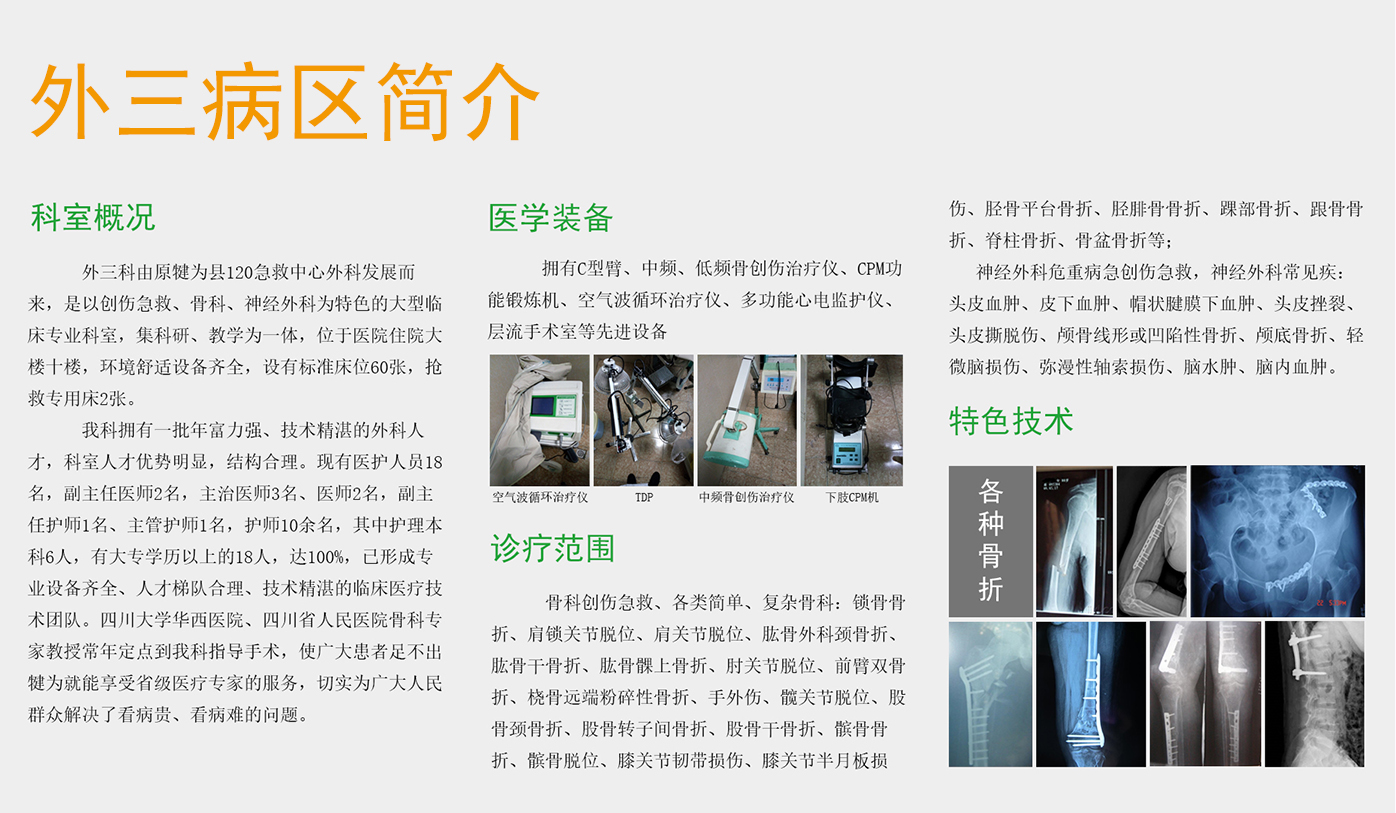 外三病区简介
科室概况
外三科由原犍为县120急救中心外科发展而
来，是以创伤急救、骨科、神经外科为特色的大型临
床专业科室，集科研、教学为一体，位于医院住院大
楼十楼，环境舒适设备齐全，设有标准床位60张，抢
救专用床2张。
我科拥有一批年富力强、技术精湛的外科人
才，科室人才优势明显，结构合理。现有医护人员18
名，副主任医师2名，主治医师3名、医师2名，副主
任护师1名、主管护师1名，护师10余名，其中护理本
科6人，有大专学历以上的18人，达100%，已形成专
业设备齐全、人才梯队合理、技术精湛的临床医疗技
术团队。四川大学华西医院、四川省人民医院骨科专
家教授常年定点到我科指导手术，使广大患者足不出
犍为就能享受省级医疗专家的服务，切实为广大人民
群众解决了看病贵、看病难的问题。
医学装备
拥有C型臂、中频、低频骨创伤治疗仪、CPM功
能锻炼机、空气波循环治疗仪、多功能心电监护仪、
层流手术室等先进设备
空气波循环治疗仪
TDP
中频骨创伤治疗仪
下肢CPM机
诊疗范围
骨科创伤急救、各类简单、复杂骨科：锁骨骨
折、肩锁关节脱位、肩关节脱位、肱骨外科颈骨折、
肱骨干骨折、肱骨髁上骨折、肘关节脱位、前臂双骨
折、桡骨远端粉碎性骨折、手外伤、髋关节脱位、股
骨颈骨折、股骨转子间骨折、股骨干骨折、髌骨骨
折、髌骨脱位、膝关节韧带损伤、膝关节半月板损
伤、胫骨平台骨折、胫腓骨骨折、踝部骨折、跟骨骨
折、脊柱骨折、骨盆骨折等；
神经外科危重病急创伤急救，神经外科常见疾：
头皮血肿、皮下血肿、帽状腱膜下血肿、头皮挫裂、
头皮撕脱伤、颅骨线形或凹陷性骨折、颅底骨折、轻
微脑损伤、弥漫性轴索损伤、脑水肿、脑内血肿。
特色技术
各
种
骨
折